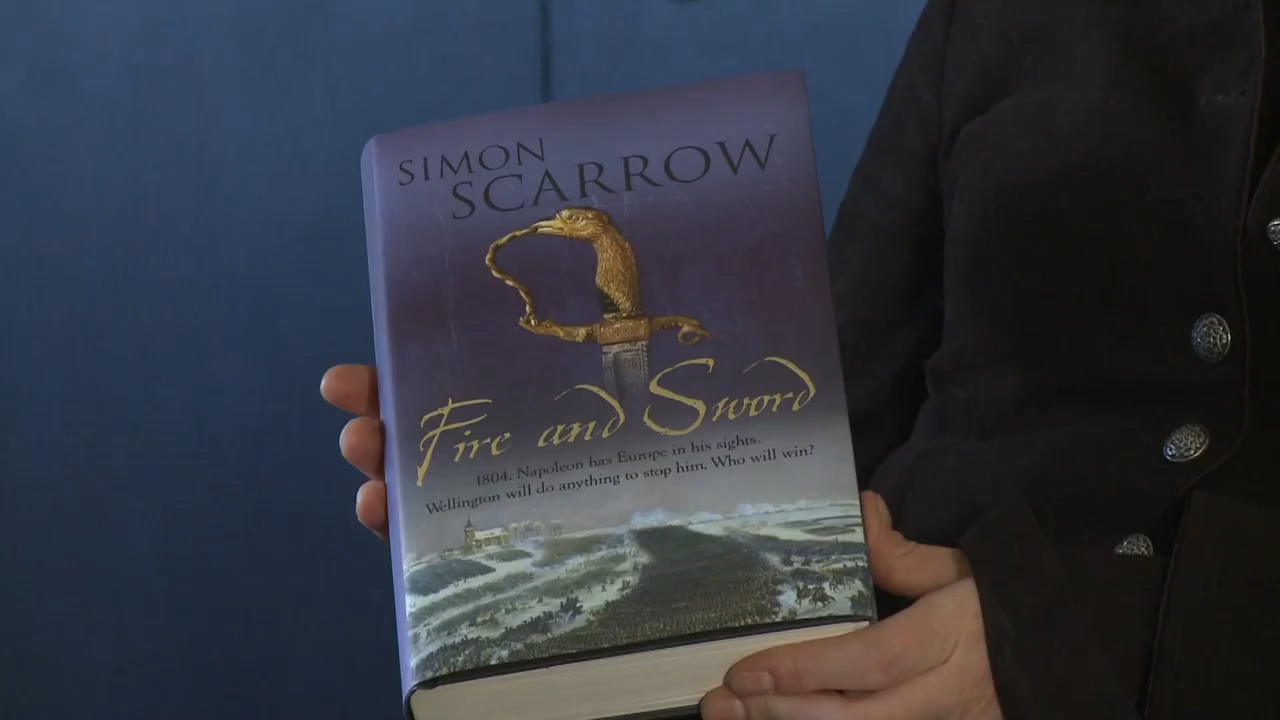 SIMON
SCARROW
Fire and Sword
1804. Napoleon has Europe in his sights.
Wellington will do anything to stop him. Who will win?